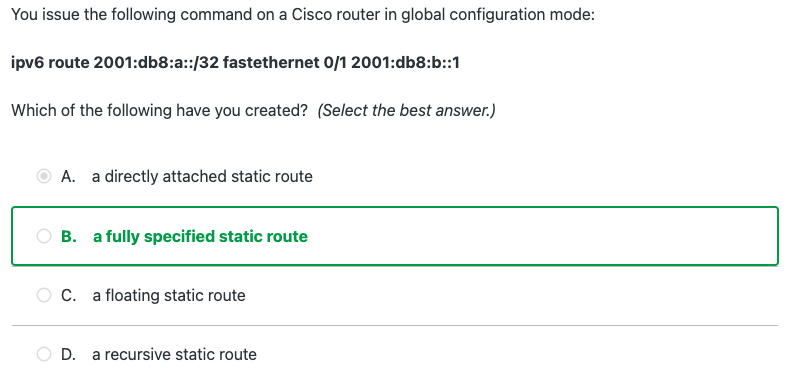 You issue the following command on a Cisco router in global configuration mode:
ipv6 route 2001:db8:a::/32 fastethernet 0/1 2001:db8:b::1
Which of the following have you created? (Select the best answer.)
A. a directly attached static route
B. a fully specified static route
C. a floating static route
D. a recursive static route